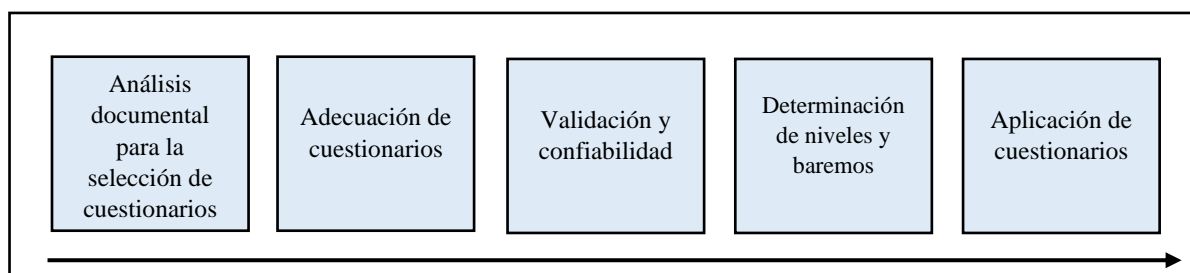 Análisis
documental
para la
selección de
cuestionarios
Adecuación de
cuestionarios
Validación y
confiabilidad
Determinación
de niveles y
baremos
Aplicación de
cuestionarios